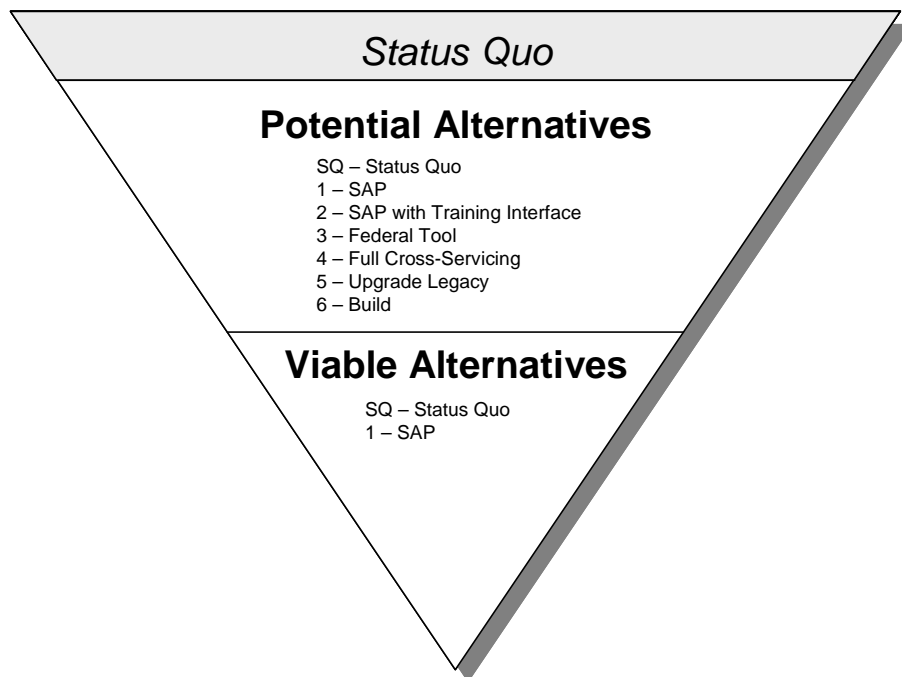 Status Quo
Potential Alternatives
SQ – Status Quo
1 – SAP
2 – SAP with Training Interface
3 – Federal Tool
4 – Full Cross-Servicing
5 – Upgrade Legacy
6 – Build
Viable Alternatives
SQ – Status Quo
1 – SAP